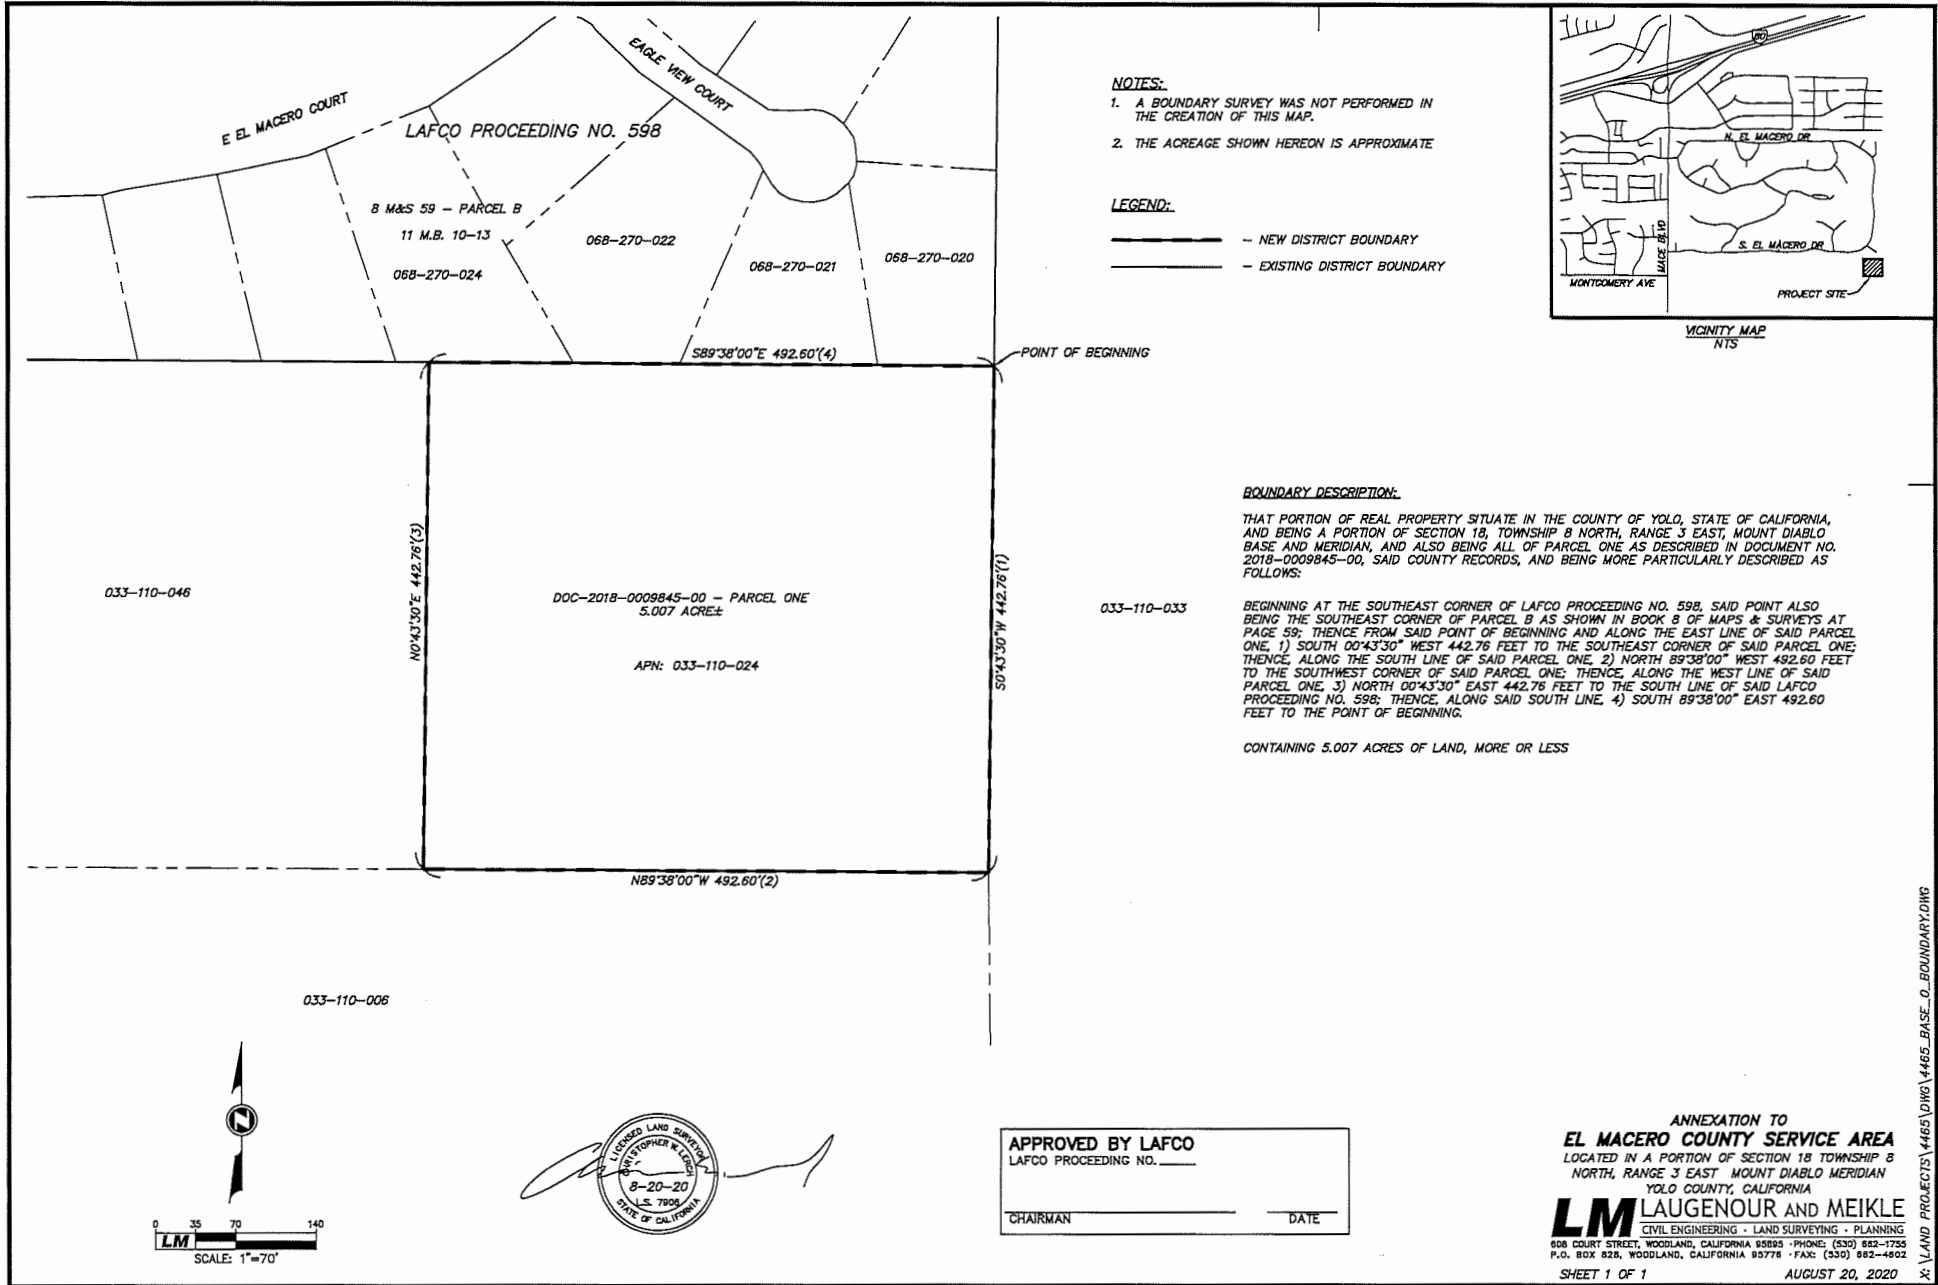 E EL MACERO COURT
EAGLE VIEW COURT
LAFCO PROCEEDING NO. 598
8 M&S 59 – PARCEL B
11 M.B. 10–13
068–270–024
068–270–022
068–270–021
068–270–020
S89°38'00"E 492.60'(4)
POINT OF BEGINNING
N0°43'30"E 442.76'(3)
S0°43'30"W 442.76'(1)
N89°38'00"W 492.60'(2)
033–110–046
DOC–2018–0009845–00 – PARCEL ONE
5.007 ACRE±
APN: 033–110–024
033–110–033
033–110–006
NOTES:
1. A BOUNDARY SURVEY WAS NOT PERFORMED IN
THE CREATION OF THIS MAP.
2. THE ACREAGE SHOWN HEREON IS APPROXIMATE
LEGEND:
– NEW DISTRICT BOUNDARY
– EXISTING DISTRICT BOUNDARY
80
N. EL MACERO DR
MACE BLVD
S. EL MACERO DR
MONTGOMERY AVE
PROJECT SITE
VICINITY MAP
NTS
BOUNDARY DESCRIPTION:
THAT PORTION OF REAL PROPERTY SITUATE IN THE COUNTY OF YOLO, STATE OF CALIFORNIA,
AND BEING A PORTION OF SECTION 18, TOWNSHIP 8 NORTH, RANGE 3 EAST, MOUNT DIABLO
BASE AND MERIDIAN, AND ALSO BEING ALL OF PARCEL ONE AS DESCRIBED IN DOCUMENT NO.
2018–0009845–00, SAID COUNTY RECORDS, AND BEING MORE PARTICULARLY DESCRIBED AS
FOLLOWS:
BEGINNING AT THE SOUTHEAST CORNER OF LAFCO PROCEEDING NO. 598, SAID POINT ALSO
BEING THE SOUTHEAST CORNER OF PARCEL B AS SHOWN IN BOOK 8 OF MAPS & SURVEYS AT
PAGE 59; THENCE FROM SAID POINT OF BEGINNING AND ALONG THE EAST LINE OF SAID PARCEL
ONE, 1) SOUTH 00°43'30" WEST 442.76 FEET TO THE SOUTHEAST CORNER OF SAID PARCEL ONE;
THENCE, ALONG THE SOUTH LINE OF SAID PARCEL ONE, 2) NORTH 89°38'00" WEST 492.60 FEET
TO THE SOUTHWEST CORNER OF SAID PARCEL ONE; THENCE, ALONG THE WEST LINE OF SAID
PARCEL ONE, 3) NORTH 00°43'30" EAST 442.76 FEET TO THE SOUTH LINE OF SAID LAFCO
PROCEEDING NO. 598; THENCE, ALONG SAID SOUTH LINE, 4) SOUTH 89°38'00" EAST 492.60
FEET TO THE POINT OF BEGINNING.
CONTAINING 5.007 ACRES OF LAND, MORE OR LESS
N
0 35 70 140
LM
SCALE: 1"=70'
LICENSED LAND SURVEYOR
CHRISTOPHER W. LERCH
8–20–20
L.S. 7906
STATE OF CALIFORNIA
APPROVED BY LAFCO
LAFCO PROCEEDING NO.
CHAIRMAN DATE
ANNEXATION TO
EL MACERO COUNTY SERVICE AREA
LOCATED IN A PORTION OF SECTION 18 TOWNSHIP 8
NORTH, RANGE 3 EAST MOUNT DIABLO MERIDIAN
YOLO COUNTY, CALIFORNIA
LM LAUGENOUR AND MEIKLE
CIVIL ENGINEERING · LAND SURVEYING · PLANNING
608 COURT STREET, WOODLAND, CALIFORNIA 95695 · PHONE: (530) 662–1755
P.O. BOX 828, WOODLAND, CALIFORNIA 95776 · FAX: (530) 662–4602
SHEET 1 OF 1 AUGUST 20, 2020
X:\LAND PROJECTS\4465\DWG\4465_BASE_0_BOUNDARY.DWG